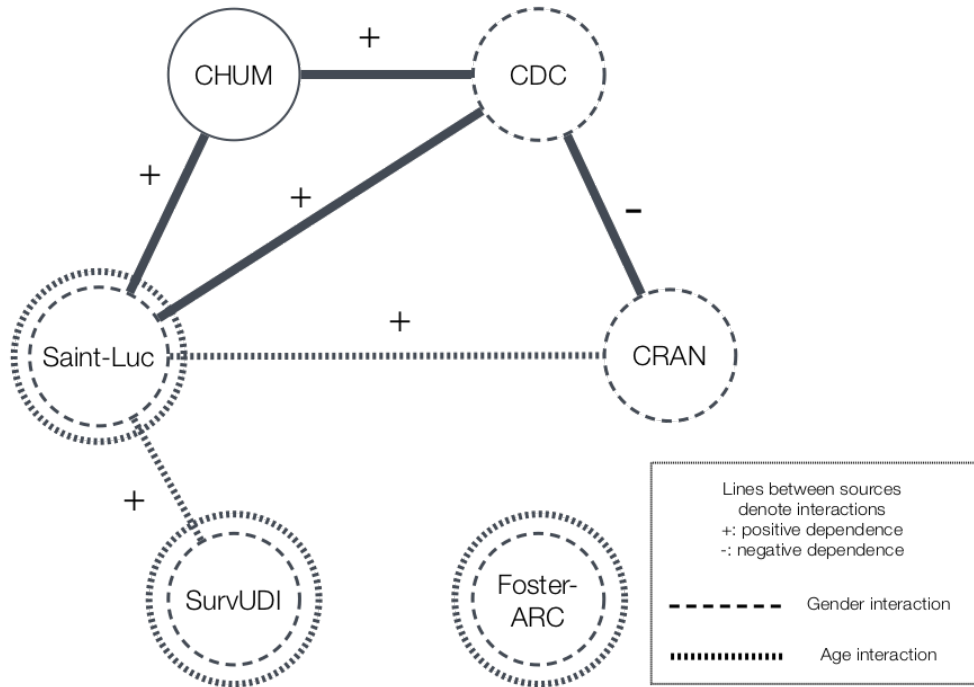 +
CHUM
CDC
+
+
-
+
Saint-Luc
CRAN
+
SurvUDI
Foster-
ARC
Lines between sources
denote interactions
+: positive dependence
-: negative dependence
Gender interaction
Age interaction